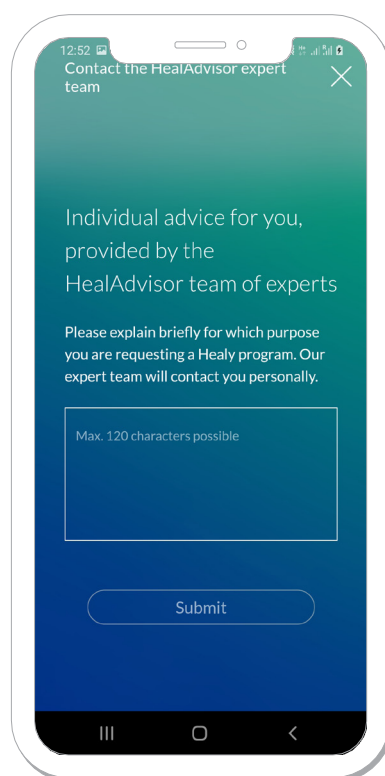 12:52
Contact the HealAdvisor expert
team
Individual advice for you,
provided by the
HealAdvisor team of experts
Please explain briefly for which purpose
you are requesting a Healy program. Our
expert team will contact you personally.
Max. 120 characters possible
Submit